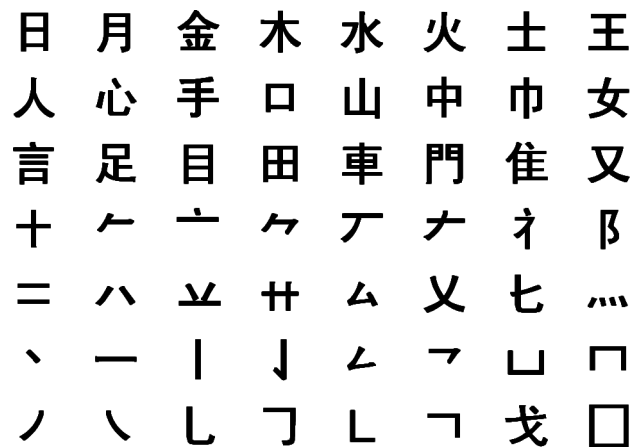 日 月 金 木 水 火 土 王
人 心 手 口 山 中 巾 女
言 足 目 田 車 門 隹 又
十 𠂉 亠 𠂊 丆 𠂇 礻 阝
二 八 䒑 卄 厶 乂 七 灬
丶 一 丨 亅 𠃋 乛 凵 冂
丿 ㇏ 乚 𠃌 𠃊 𠃍 戈 囗